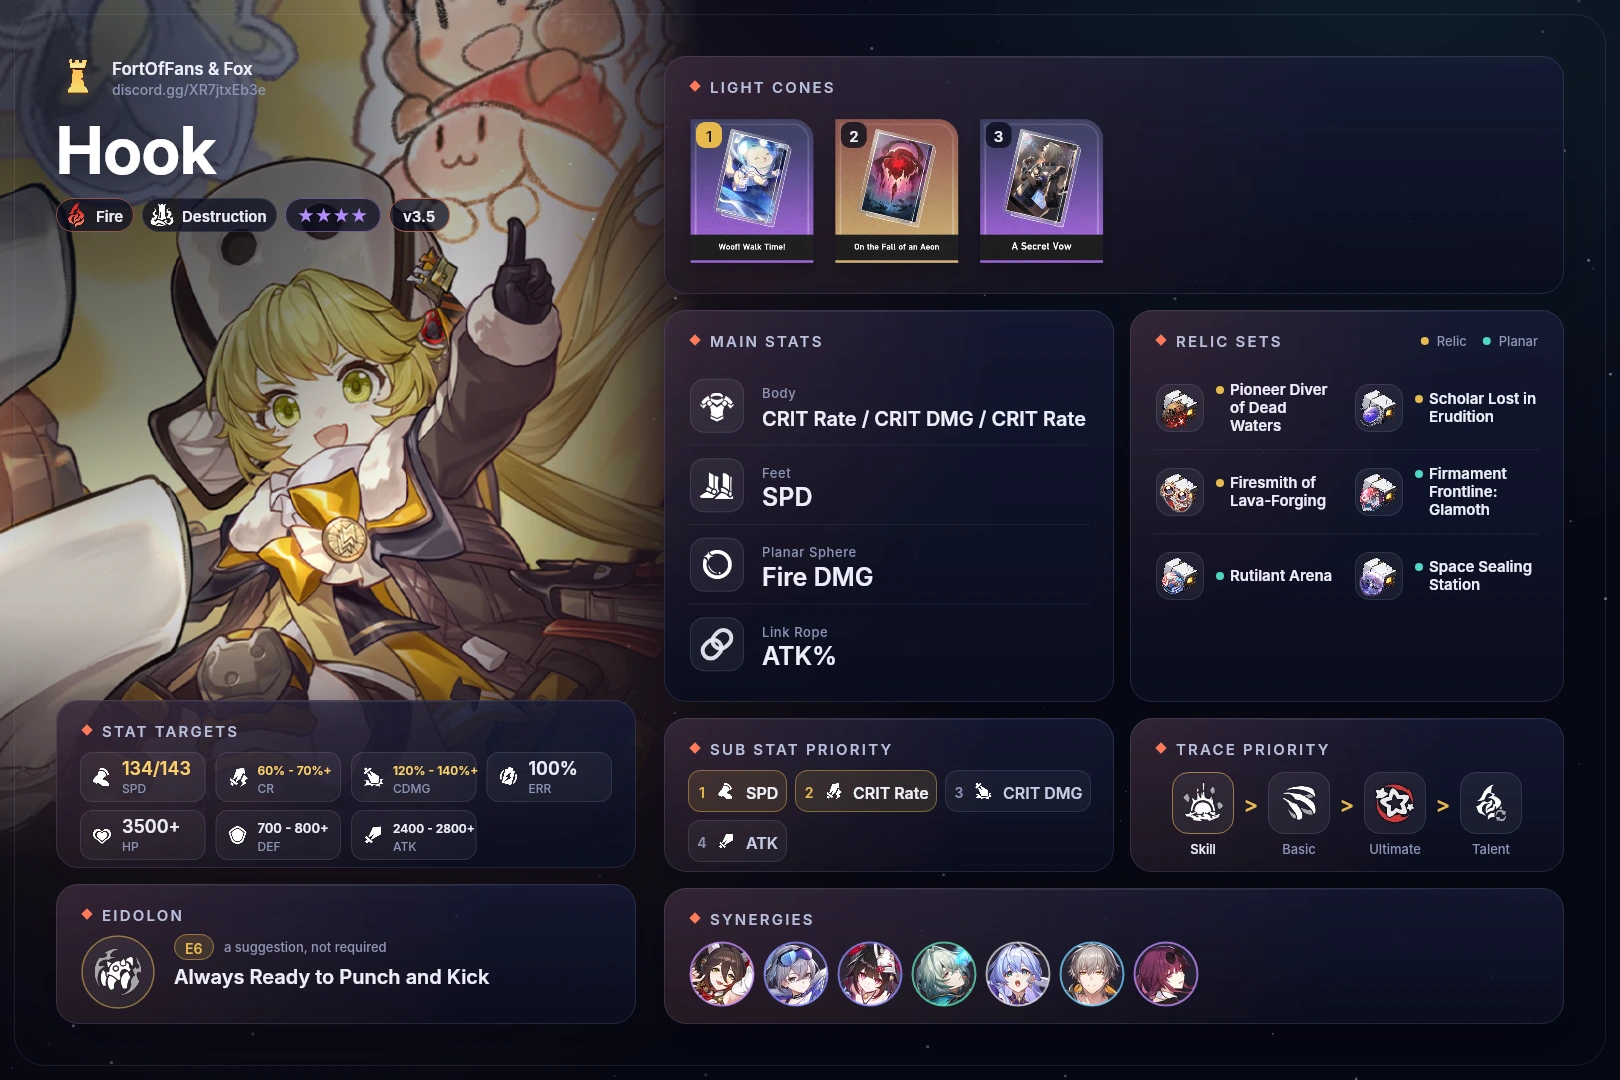 FortOfFans & Fox
discord.gg/XR7jtxEb3e
Hook
Fire
Destruction
★★★★
v3.5
LIGHT CONES
1
2
3
Woof! Walk Time!
On the Fall of an Aeon
A Secret Vow
MAIN STATS
Body
CRIT Rate / CRIT DMG / CRIT Rate
Feet
SPD
Planar Sphere
Fire DMG
Link Rope
ATK%
RELIC SETS
Relic
Planar
Pioneer Diver
of Dead
Waters
Scholar Lost in
Erudition
Firesmith of
Lava-Forging
Firmament
Frontline:
Glamoth
Rutilant Arena
Space Sealing
Station
STAT TARGETS
134/143
SPD
60% - 70%+
CR
120% - 140%+
CDMG
100%
ERR
3500+
HP
700 - 800+
DEF
2400 - 2800+
ATK
SUB STAT PRIORITY
1 SPD
2 CRIT Rate
3 CRIT DMG
4 ATK
TRACE PRIORITY
> > >
Skill
Basic
Ultimate
Talent
EIDOLON
E6
a suggestion, not required
Always Ready to Punch and Kick
SYNERGIES